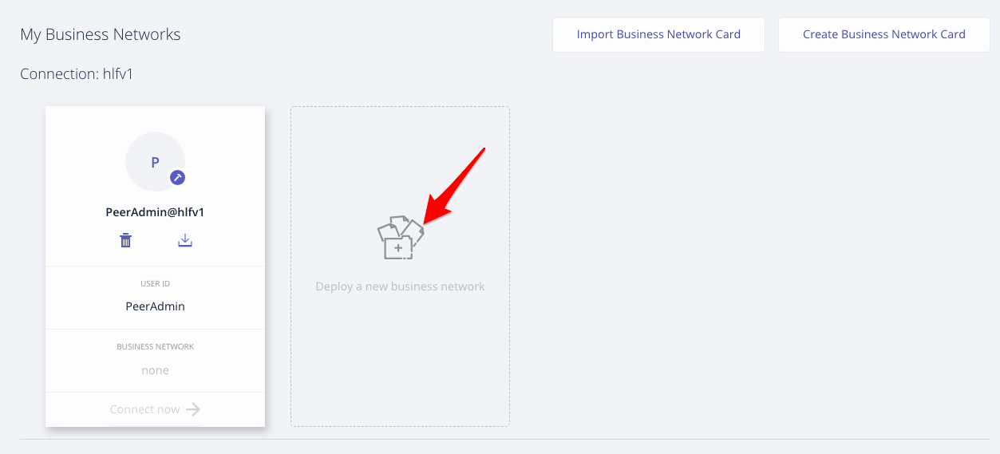 My Business Networks
Import Business Network Card
Create Business Network Card
Connection: hlfv1
P
PeerAdmin@hlfv1
USER ID
PeerAdmin
BUSINESS NETWORK
none
Connect now
Deploy a new business network